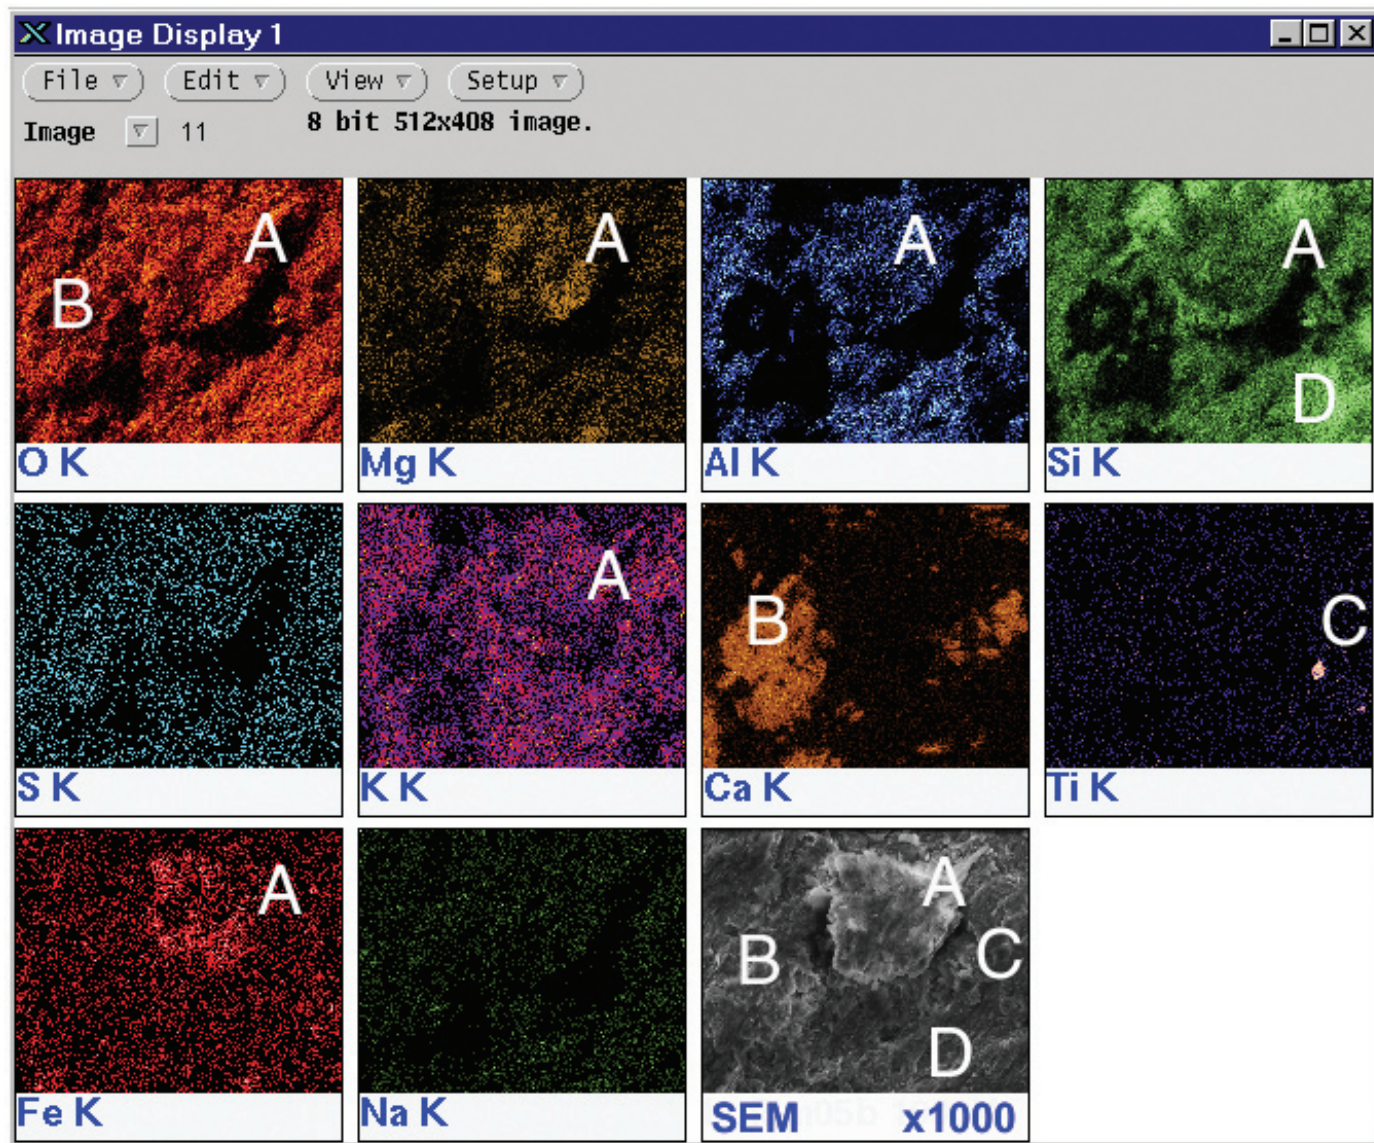 Image Display 1
File Edit View Setup
Image 11 8 bit 512x408 image.
A A A A
B D
O K Mg K Al K Si K
A B C
S K K K Ca K Ti K
A A
B C
D
Fe K Na K SEM x1000